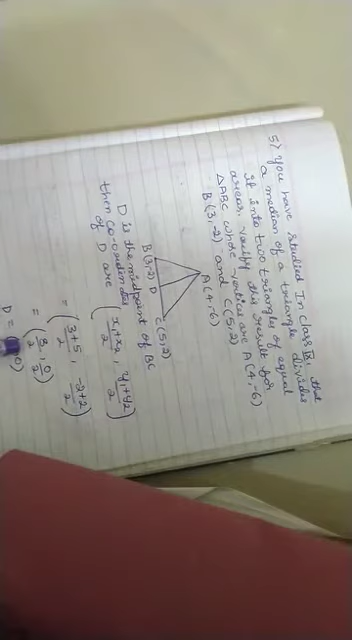 5) you have studied In class IX, that
a median of a triangle divides
it into two triangles of equal
areas. verify this result for
△ABC whose vertices are A(4,-6)
B(3,-2) and C(5,2)
A(4,-6)
B(3,-2) D C(5,2)
D is the midpoint of BC
then co-ordinates of D are ( x₁+x₂/2 , y₁+y₂/2 )
= ( 3+5/2 , -2+2/2 )
= ( 8/2 , 0/2 )
D = 0)